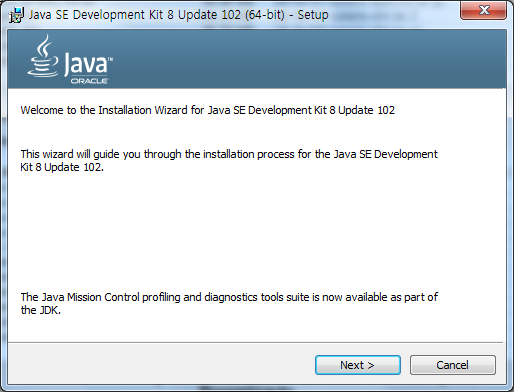 Java SE Development Kit 8 Update 102 (64-bit) - Setup
Java™
ORACLE
Welcome to the Installation Wizard for Java SE Development Kit 8 Update 102
This wizard will guide you through the installation process for the Java SE Development
Kit 8 Update 102.
The Java Mission Control profiling and diagnostics tools suite is now available as part of
the JDK.
Next >
Cancel